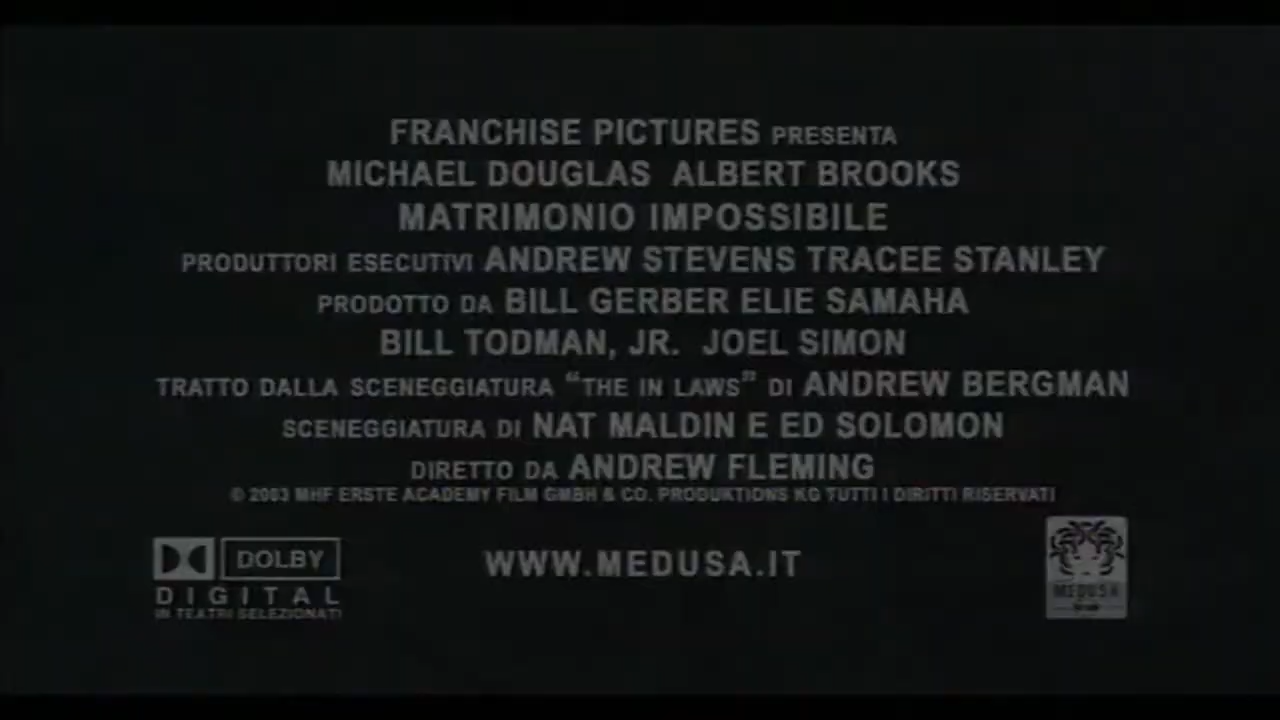 FRANCHISE PICTURES PRESENTA
MICHAEL DOUGLAS ALBERT BROOKS
MATRIMONIO IMPOSSIBILE
PRODUTTORI ESECUTIVI ANDREW STEVENS TRACEE STANLEY
PRODOTTO DA BILL GERBER ELIE SAMAHA
BILL TODMAN, JR. JOEL SIMON
TRATTO DALLA SCENEGGIATURA “THE IN LAWS” DI ANDREW BERGMAN
SCENEGGIATURA DI NAT MALDIN E ED SOLOMON
DIRETTO DA ANDREW FLEMING
© 2003 MHF ERSTE ACADEMY FILM GMBH & CO. PRODUKTIONS KG TUTTI I DIRITTI RISERVATI
DOLBY
DIGITAL
IN TEATRI SELEZIONATI
WWW.MEDUSA.IT
MEDUSA